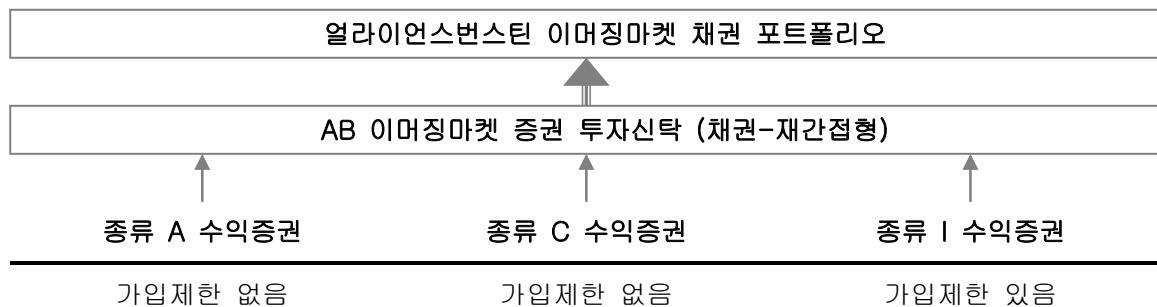 얼라이언스번스틴 이머징마켓 채권 포트폴리오
AB 이머징마켓 증권 투자신탁 (채권-재간접형)
종류 A 수익증권 종류 C 수익증권 종류 I 수익증권
가입제한 없음 가입제한 없음 가입제한 있음